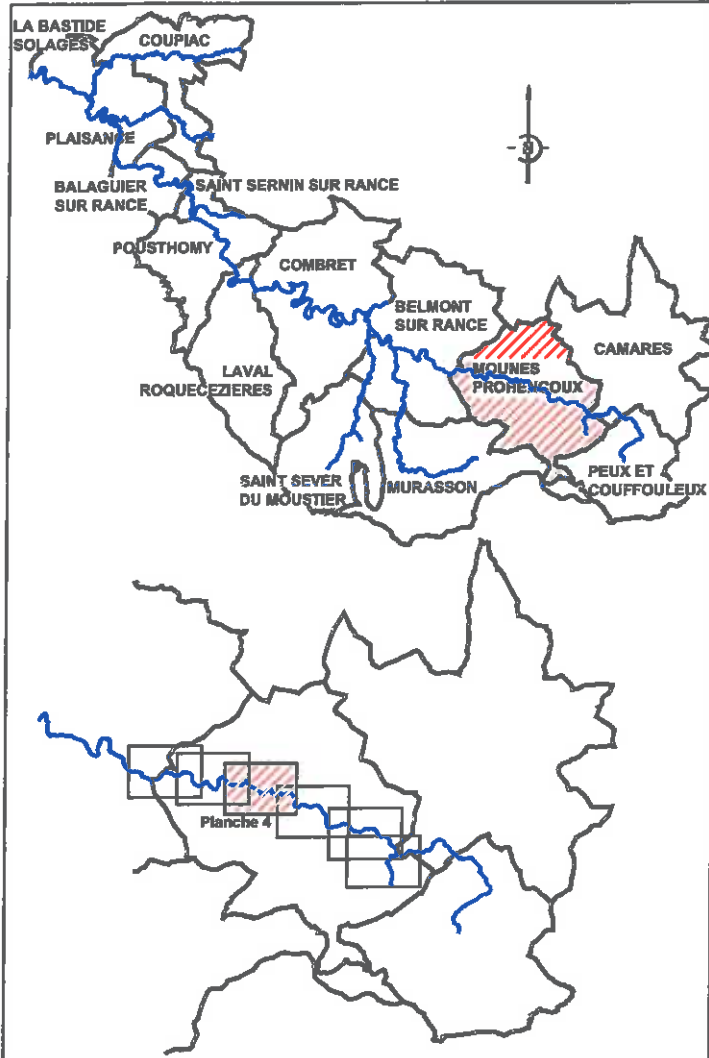 LA BASTIDE
SOLAGES
COUPIAC
PLAISANCE
BALAGUIER
SUR RANCE
SAINT SERNIN SUR RANCE
POUSTHOMY
COMBRET
BELMONT
SUR RANCE
CAMARES
MOUNES
PROHENCOUX
LAVAL
ROQUECEZIERES
SAINT SEVER
DU MOUSTIER
MURASSON
PEUX ET
COUFFOULEUX
Planche 4